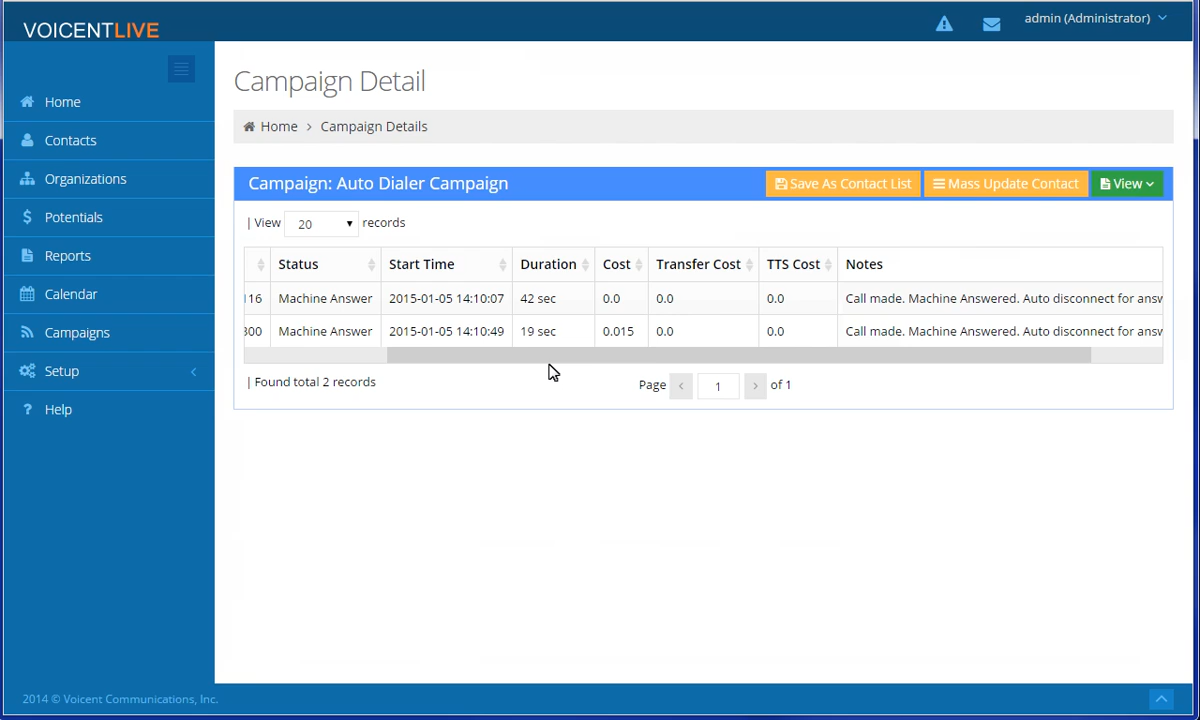 VOICENTLIVE
admin (Administrator)
Home
Contacts
Organizations
Potentials
Reports
Calendar
Campaigns
Setup
Help
Campaign Detail
Home > Campaign Details
Campaign: Auto Dialer Campaign
Save As Contact List
Mass Update Contact
View
| View 20 records
Status Start Time Duration Cost Transfer Cost TTS Cost Notes
116 Machine Answer 2015-01-05 14:10:07 42 sec 0.0 0.0 0.0 Call made. Machine Answered. Auto disconnect for answ
300 Machine Answer 2015-01-05 14:10:49 19 sec 0.015 0.0 0.0 Call made. Machine Answered. Auto disconnect for answ
| Found total 2 records
Page < 1 > of 1
2014 © Voicent Communications, Inc.